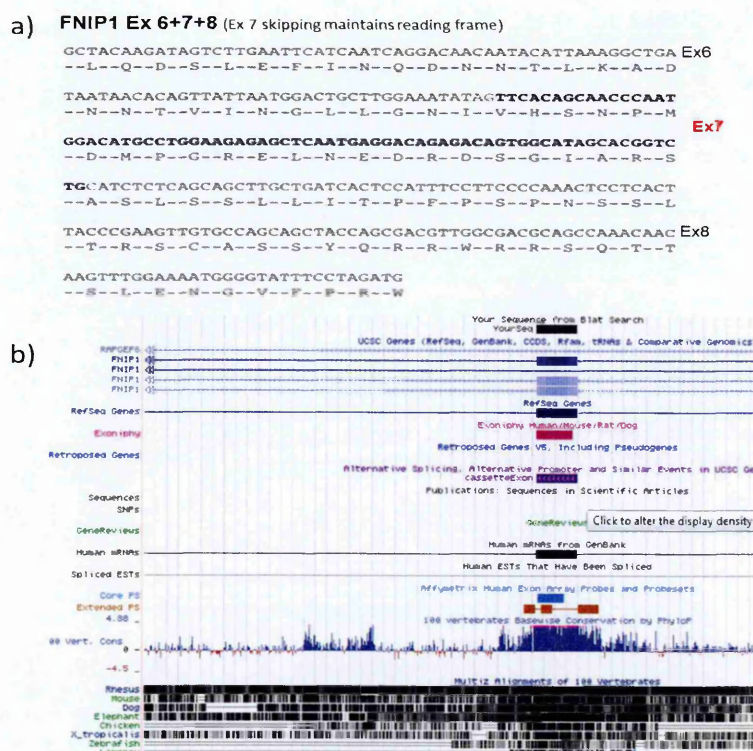 a) FNIP1 Ex 6+7+8 (Ex 7 skipping maintains reading frame)
GCTACAAGATAGTCTTGAATTCATCAATCAGGACAACAATACATTAAAGGCTGA Ex6
--L--Q--D--S--L--E--F--I--N--Q--D--N--N--T--L--K--A--D
TAATAACACAGTTATTAATGGACTGCTTGGAAATATAGTTCACAGCAACCCAAT
--N--N--T--V--I--N--G--L--L--G--N--I--V--H--S--N--P--M
Ex7
GGACATGCCTGGAAGAGAGCTCAATGAGGACAGAGACAGTGGCATAGCACGGTC
--D--M--P--G--R--E--L--N--E--D--R--D--S--G--I--A--R--S
TGCATCTCTCAGCAGCTTGCTGATCACTCCATTTCCTTCCCCAAACTCCTCACT
--A--S--L--S--S--L--L--I--T--P--F--P--S--P--N--S--S--L
TACCCGAAGTTGTGCCAGCAGCTACCAGCGACGTTGGCGACGCAGCCAAACAAC Ex8
--T--R--S--C--A--S--S--Y--Q--R--R--W--R--R--S--Q--T--T
AAGTTTGGAAAATGGGGTATTTCCTAGATG
--S--L--E--N--G--V--F--P--R--W
b)
Your Sequence from Blat Search
YourSeq
UCSC Genes (RefSeq, GenBank, CCDS, Rfam, tRNAs & Comparative Genomics
RAPGEF6
FNIP1
FNIP1
FNIP1
FNIP1
RefSeq Genes
RefSeq Genes
Exoniphy Human/Mouse/Rat/Dog
Exoniphy
Retroposed Genes V5, Including Pseudogenes
Retroposed Genes
Alternative Splicing, Alternative Promoter and Similar Events in UCSC Ge
cassetteExon
Publications: Sequences in Scientific Articles
Sequences
SNPs
GeneReviews
GeneReviews
Click to alter the display density
Human mRNAs from GenBank
Human mRNAs
Human ESTs That Have Been Spliced
Spliced ESTs
Affymetrix Human Exon Array Probes and Probesets
Core PS
Extended PS
4.88
100 vertebrates Basewise Conservation by PhyloP
00 Vert. Cons
0
-4.5
Multiz Alignments of 100 Vertebrates
Rhesus
Mouse
Dog
Elephant
Chicken
X_tropicalis
Zebrafish